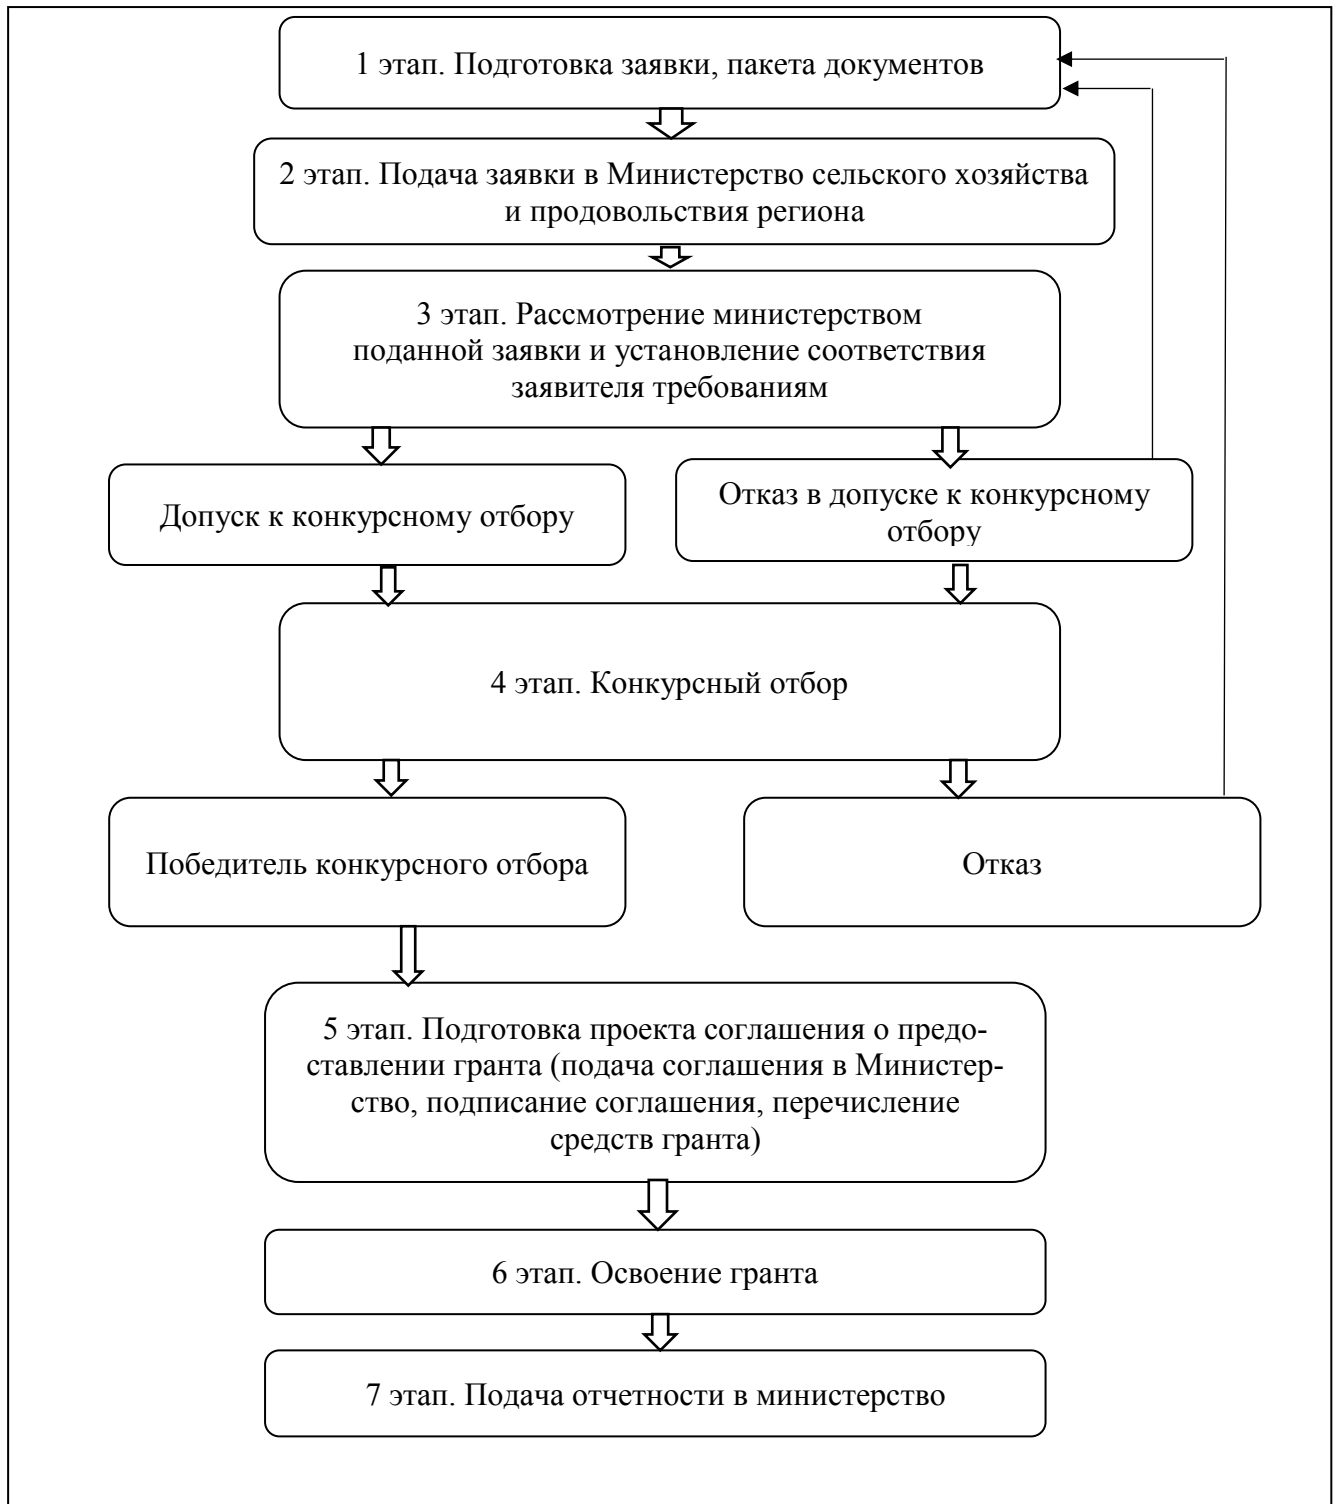 1 этап. Подготовка заявки, пакета документов
2 этап. Подача заявки в Министерство сельского хозяйства
и продовольствия региона
3 этап. Рассмотрение министерством
поданной заявки и установление соответствия
заявителя требованиям
Допуск к конкурсному отбору
Отказ в допуске к конкурсному
отбору
4 этап. Конкурсный отбор
Победитель конкурсного отбора
Отказ
5 этап. Подготовка проекта соглашения о предо-
ставлении гранта (подача соглашения в Министер-
ство, подписание соглашения, перечисление
средств гранта)
6 этап. Освоение гранта
7 этап. Подача отчетности в министерство